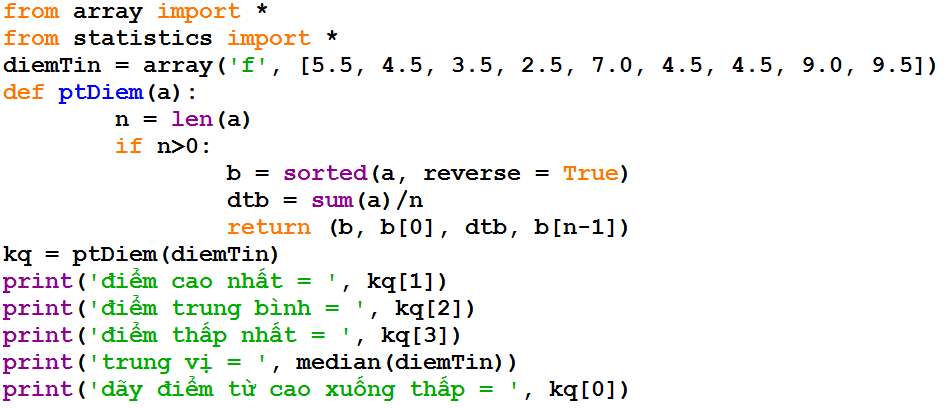 from array import *
from statistics import *
diemTin = array('f', [5.5, 4.5, 3.5, 2.5, 7.0, 4.5, 4.5, 9.0, 9.5])
def ptDiem(a):
        n = len(a)
        if n>0:
                b = sorted(a, reverse = True)
                dtb = sum(a)/n
                return (b, b[0], dtb, b[n-1])
kq = ptDiem(diemTin)
print('điểm cao nhất = ', kq[1])
print('điểm trung bình = ', kq[2])
print('điểm thấp nhất = ', kq[3])
print('trung vị = ', median(diemTin))
print('dãy điểm từ cao xuống thấp = ', kq[0])